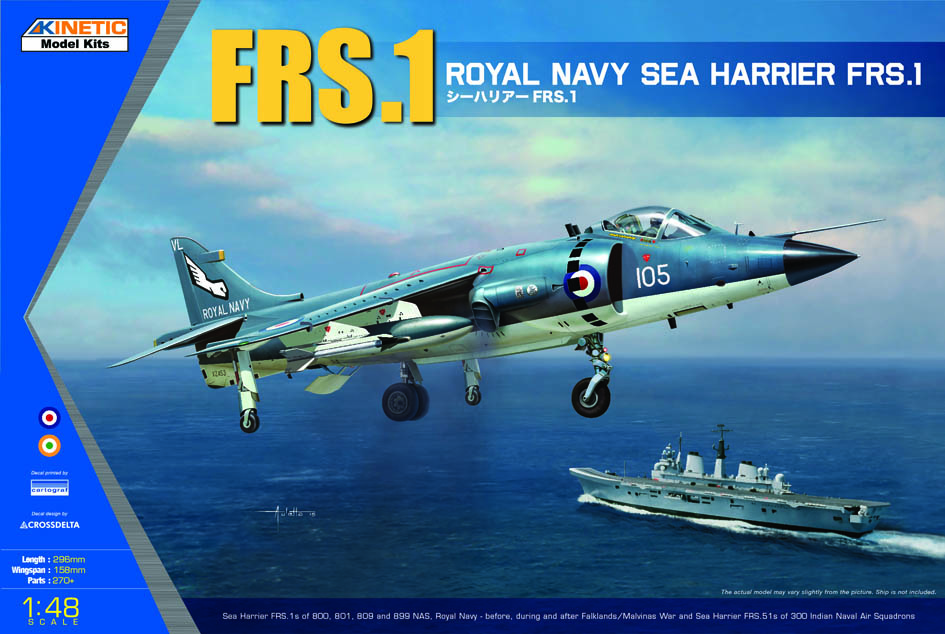 KINETIC
Model Kits
FRS.1
ROYAL NAVY SEA HARRIER FRS.1
シーハリアー FRS.1
VL
ROYAL NAVY
105
XZ453
Decal printed by
cartograf
Decal design by
CROSSDELTA
Length : 296mm
Wingspan : 158mm
Parts : 270+
1:48
SCALE
The actual model may vary slightly from the picture. Ship is not included.
Sea Harrier FRS.1s of 800, 801, 809 and 899 NAS, Royal Navy - before, during and after Falklands/Malvinas War and Sea Harrier FRS.51s of 300 Indian Naval Air Squadrons